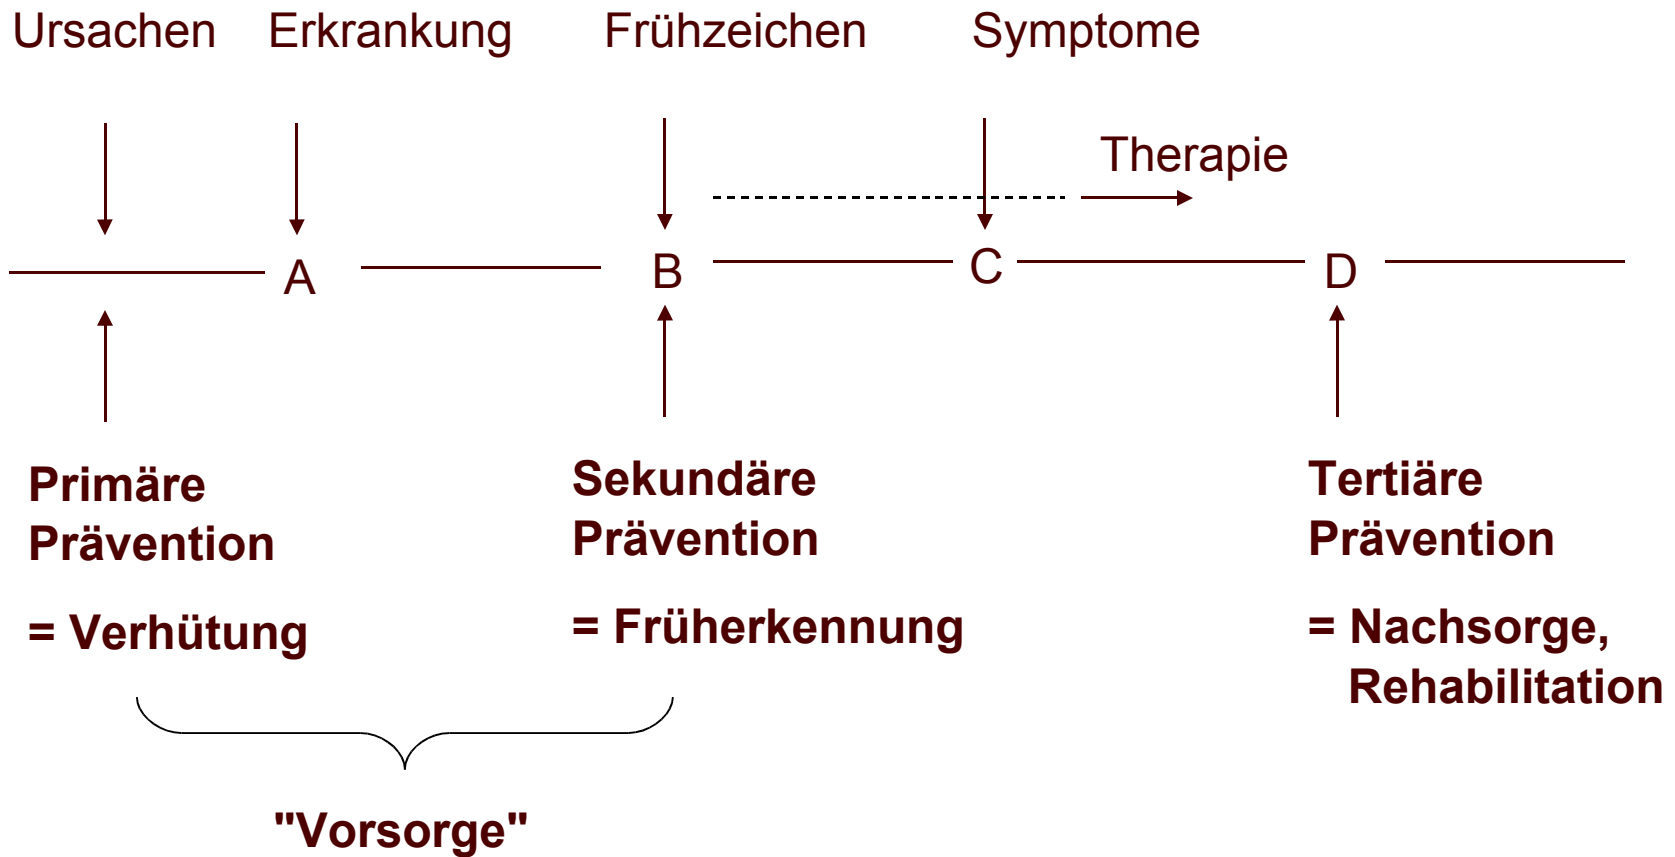 Ursachen Erkrankung Frühzeichen Symptome
Therapie
A B C D
Primäre
Prävention
= Verhütung
Sekundäre
Prävention
= Früherkennung
Tertiäre
Prävention
= Nachsorge,
Rehabilitation
"Vorsorge"